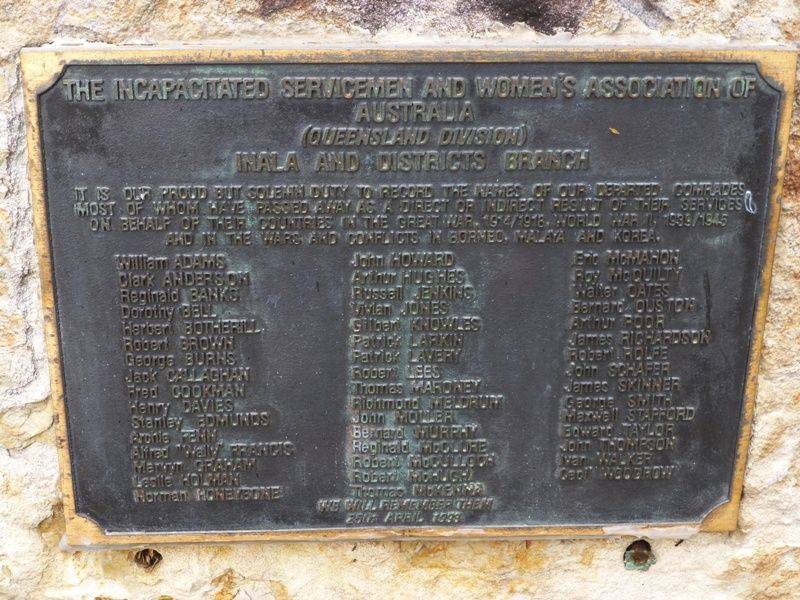 THE INCAPACITATED SERVICEMEN AND WOMEN'S ASSOCIATION OF
AUSTRALIA
(QUEENSLAND DIVISION)
INALA AND DISTRICTS BRANCH
IT IS OUR PROUD BUT SOLEMN DUTY TO RECORD THE NAMES OF OUR DEPARTED COMRADES,
MOST OF WHOM HAVE PASSED AWAY AS A DIRECT OR INDIRECT RESULT OF THEIR SERVICES
ON BEHALF OF THEIR COUNTRIES IN THE GREAT WAR, 1914/1918, WORLD WAR II, 1939/1945
AND IN THE WARS AND CONFLICTS IN BORNEO, MALAYA AND KOREA.
William ADAMS
Clark ANDERSON
Reginald BANKS
Dorothy BELL
Herbert BOTHERILL
Robert BROWN
George BURNS
Jack CALLAGHAN
Fred COOKMAN
Henry DAVIES
Stanley EDMUNDS
Archie FENN
Alfred 'Wally' FRANCIS
Mervyn GRAHAM
Leslie HOLMAN
Norman HONEYBONE
John HOWARD
Arthur HUGHES
Russell JENKINS
Vivian JONES
Gilbert KNOWLES
Patrick LARKIN
Patrick LAVERY
Robert LEES
Thomas MAHONEY
Richmond MELDRUM
John MOLLER
Bernard MURPHY
Reginald McCLURE
Robert McCULLOCH
Robert McHUGH
Thomas McKENNA
Eric McMAHON
Roy McQUILTY
Walter OATES
Bernard OUSTON
Arthur POOR
James RICHARDSON
Robert ROLFE
John SCHAFER
James SKINNER
George SMITH
Maxwell STAFFORD
Edward TAYLOR
John THOMPSON
Ivan WALKER
Cecil WOODROW
WE WILL REMEMBER THEM
25th APRIL